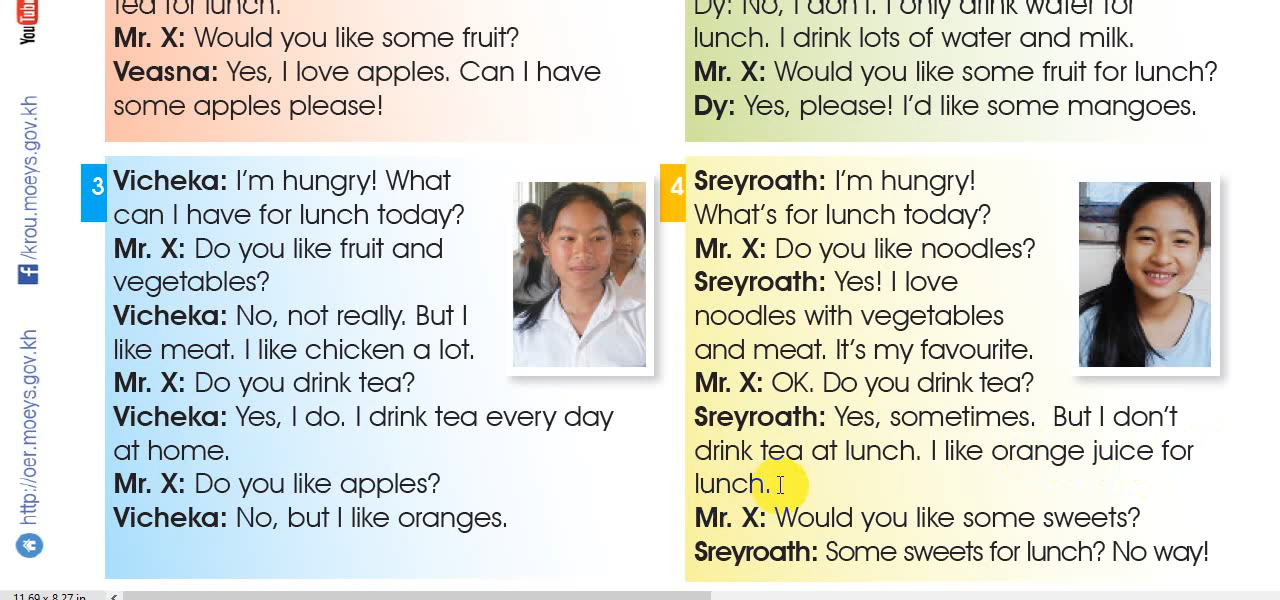 You Tube
/krou.moeys.gov.kh
http://oer.moeys.gov.kh
tea for lunch.
Mr. X: Would you like some fruit?
Veasna: Yes, I love apples. Can I have
some apples please!
Dy: No, I don't. I only drink water for
lunch. I drink lots of water and milk.
Mr. X: Would you like some fruit for lunch?
Dy: Yes, please! I'd like some mangoes.
3
Vicheka: I'm hungry! What
can I have for lunch today?
Mr. X: Do you like fruit and
vegetables?
Vicheka: No, not really. But I
like meat. I like chicken a lot.
Mr. X: Do you drink tea?
Vicheka: Yes, I do. I drink tea every day
at home.
Mr. X: Do you like apples?
Vicheka: No, but I like oranges.
4
Sreyroath: I'm hungry!
What's for lunch today?
Mr. X: Do you like noodles?
Sreyroath: Yes! I love
noodles with vegetables
and meat. It's my favourite.
Mr. X: OK. Do you drink tea?
Sreyroath: Yes, sometimes. But I don't
drink tea at lunch. I like orange juice for
lunch.
Mr. X: Would you like some sweets?
Sreyroath: Some sweets for lunch? No way!
11.69 x 8.27 in